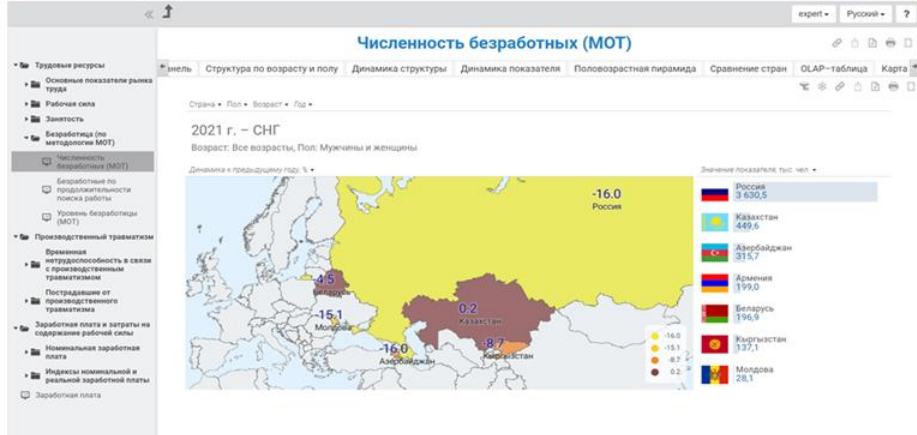 expert
Русский
?
Численность безработных (МОТ)
нель
Структура по возрасту и полу
Динамика структуры
Динамика показателя
Половозрастная пирамида
Сравнение стран
OLAP-таблица
Карта
Трудовые ресурсы
Основные показатели рынка
труда
Рабочая сила
Занятость
Безработица (по
методологии МОТ)
Численность
безработных (МОТ)
Безработные по
продолжительности
поиска работы
Уровень безработицы
(МОТ)
Производственный травматизм
Временная
нетрудоспособность в связи
с производственным
травматизмом
Пострадавшие от
производственного
травматизма
Заработная плата и затраты на
содержание рабочей силы
Номинальная заработная
плата
Индексы номинальной и
реальной заработной платы
Заработная плата
Страна Пол Возраст Год
2021 г. – СНГ
Возраст: Все возрасты, Пол: Мужчины и женщины
Динамика к предыдущему году, %
-16.0
Россия
-4.5
Беларусь
-15.1
Молдова
0.2
Казахстан
-16.0
Азербайджан
-8.7
Кыргызстан
-16.0
-15.1
-8.7
0.2
Значение показателя, тыс. чел
Россия
3 630,5
Казахстан
449,6
Азербайджан
315,7
Армения
199,0
Беларусь
196,9
Кыргызстан
137,1
Молдова
28,1